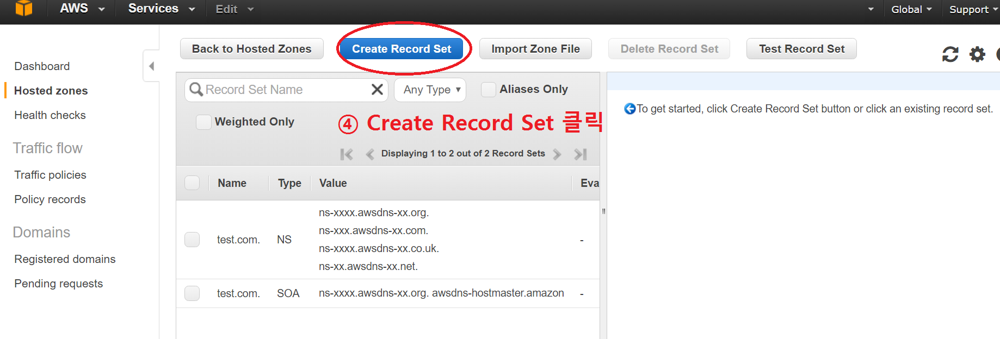 AWS Services Edit Global Support
Back to Hosted Zones Create Record Set Import Zone File Delete Record Set Test Record Set
Dashboard
Hosted zones
Health checks
Traffic flow
Traffic policies
Policy records
Domains
Registered domains
Pending requests
Record Set Name Any Type Aliases Only
Weighted Only
④ Create Record Set 클릭
Displaying 1 to 2 out of 2 Record Sets
Name Type Value Eva
test.com. NS
ns-xxxx.awsdns-xx.org.
ns-xxx.awsdns-xx.com.
ns-xxxx.awsdns-xx.co.uk.
ns-xx.awsdns-xx.net.
-
test.com. SOA ns-xxxx.awsdns-xx.org. awsdns-hostmaster.amazon -
To get started, click Create Record Set button or click an existing record set.